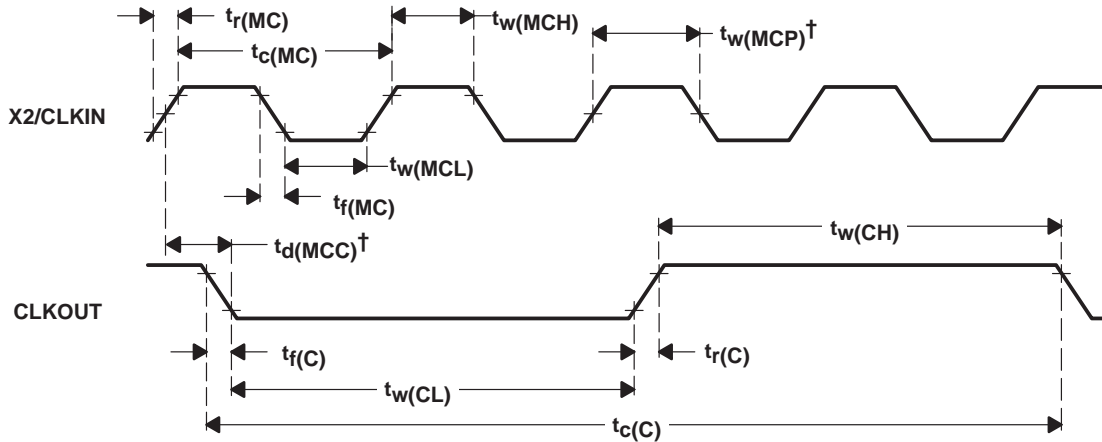 tr(MC)
tw(MCH)
tc(MC)
tw(MCP)†
X2/CLKIN
tw(MCL)
tf(MC)
td(MCC)†
tw(CH)
CLKOUT
tf(C)
tr(C)
tw(CL)
tc(C)